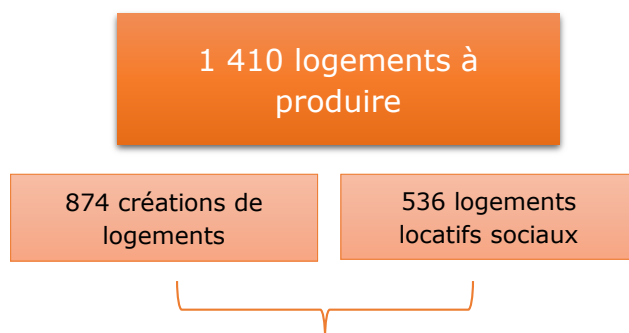 1 410 logements à
produire
874 créations de
logements
536 logements
locatifs sociaux